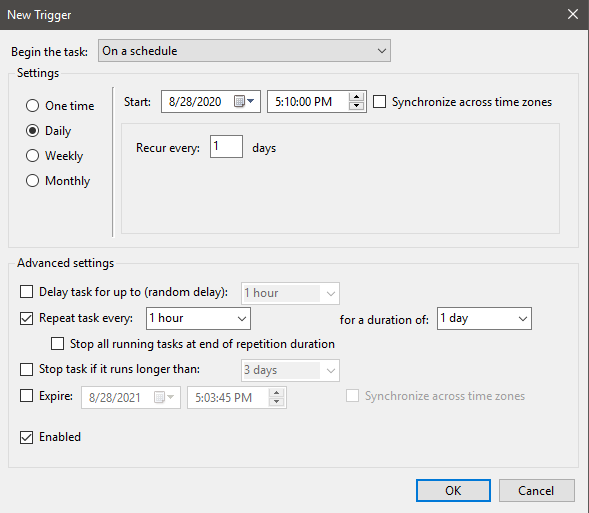 New Trigger
Begin the task: On a schedule
Settings
One time
Start: 8/28/2020 5:10:00 PM Synchronize across time zones
Daily
Recur every: 1 days
Weekly
Monthly
Advanced settings
Delay task for up to (random delay): 1 hour
Repeat task every: 1 hour for a duration of: 1 day
Stop all running tasks at end of repetition duration
Stop task if it runs longer than: 3 days
Expire: 8/28/2021 5:03:45 PM Synchronize across time zones
Enabled
OK Cancel